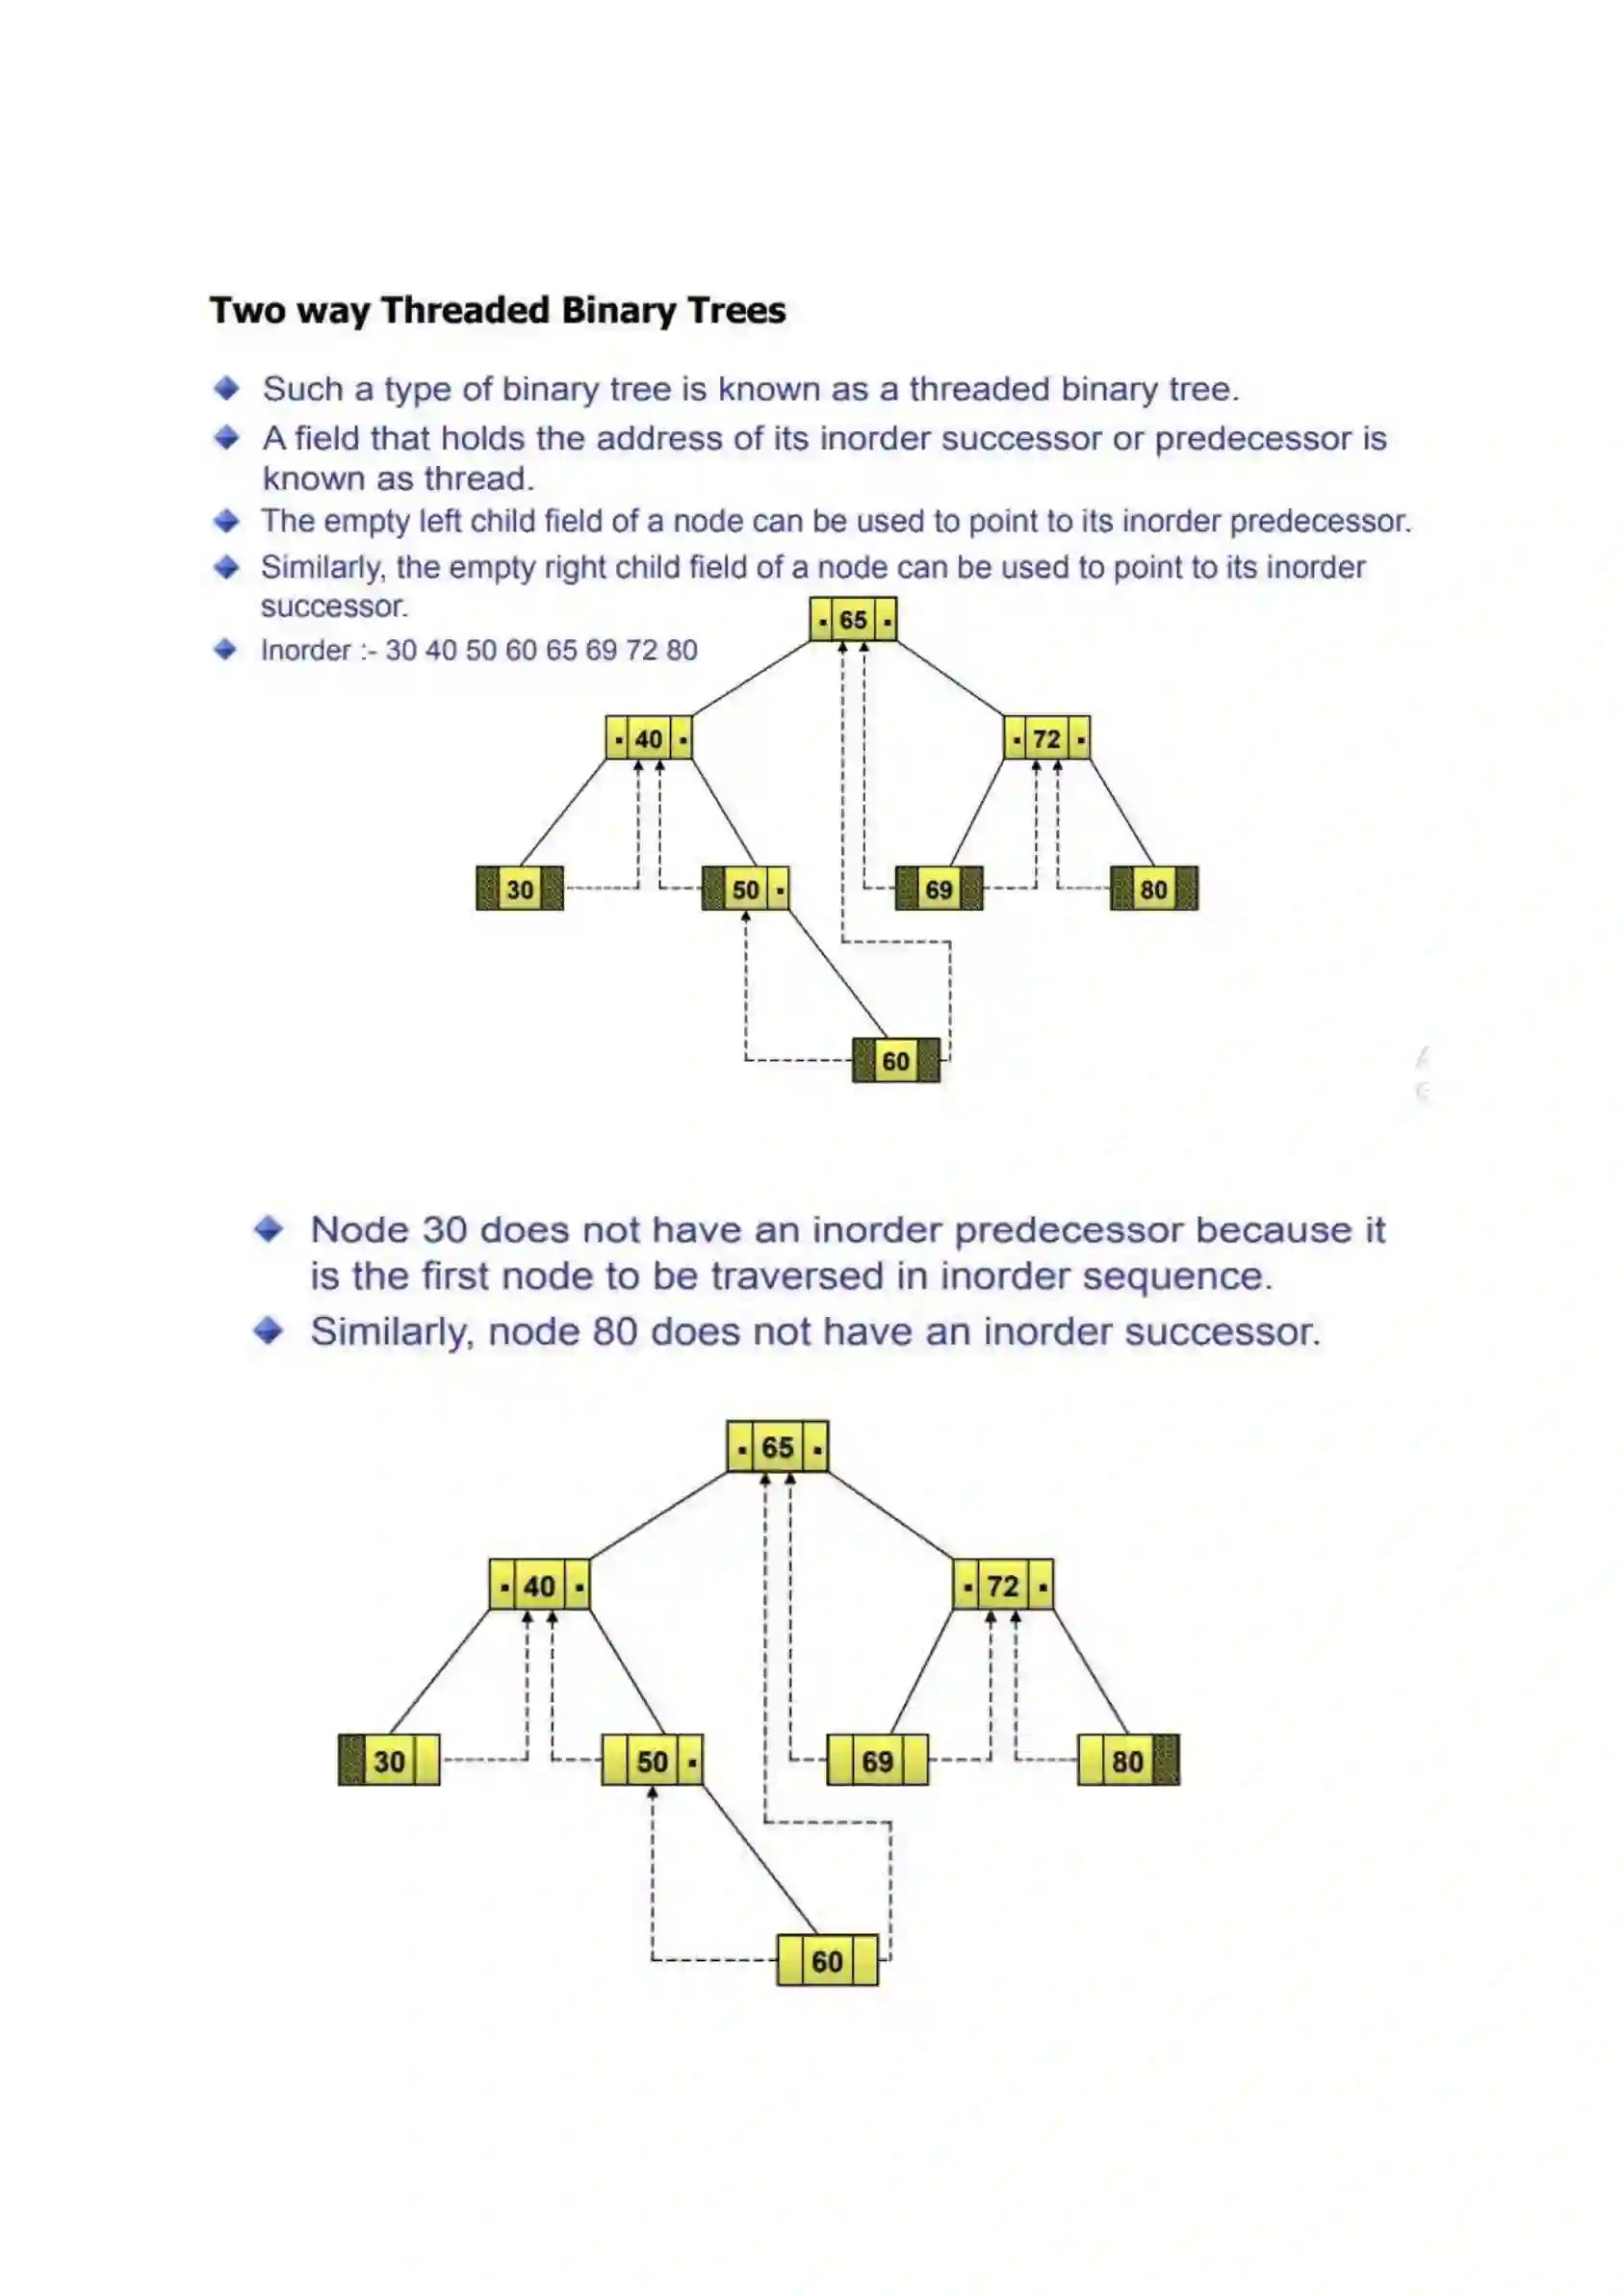 Two way Threaded Binary Trees
Such a type of binary tree is known as a threaded binary tree.
A field that holds the address of its inorder successor or predecessor is
known as thread.
The empty left child field of a node can be used to point to its inorder predecessor.
Similarly, the empty right child field of a node can be used to point to its inorder
successor.
Inorder :- 30 40 50 60 65 69 72 80
65
40 72
30 50 69 80
60
Node 30 does not have an inorder predecessor because it
is the first node to be traversed in inorder sequence.
Similarly, node 80 does not have an inorder successor.
65
40 72
30 50 69 80
60